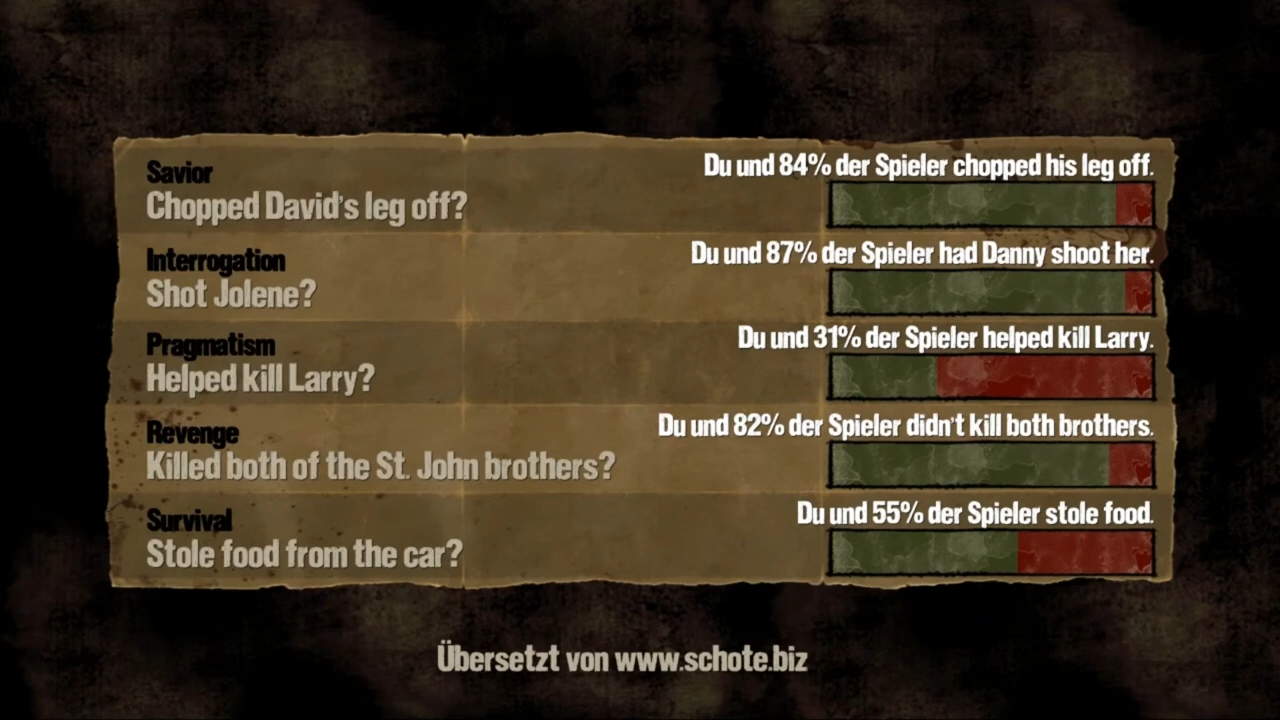 Savior
Du und 84% der Spieler chopped his leg off.
Chopped David's leg off?
Interrogation
Du und 87% der Spieler had Danny shoot her.
Shot Jolene?
Pragmatism
Du und 31% der Spieler helped kill Larry.
Helped kill Larry?
Revenge
Du und 82% der Spieler didn't kill both brothers.
Killed both of the St. John brothers?
Survival
Du und 55% der Spieler stole food.
Stole food from the car?
Übersetzt von www.schote.biz